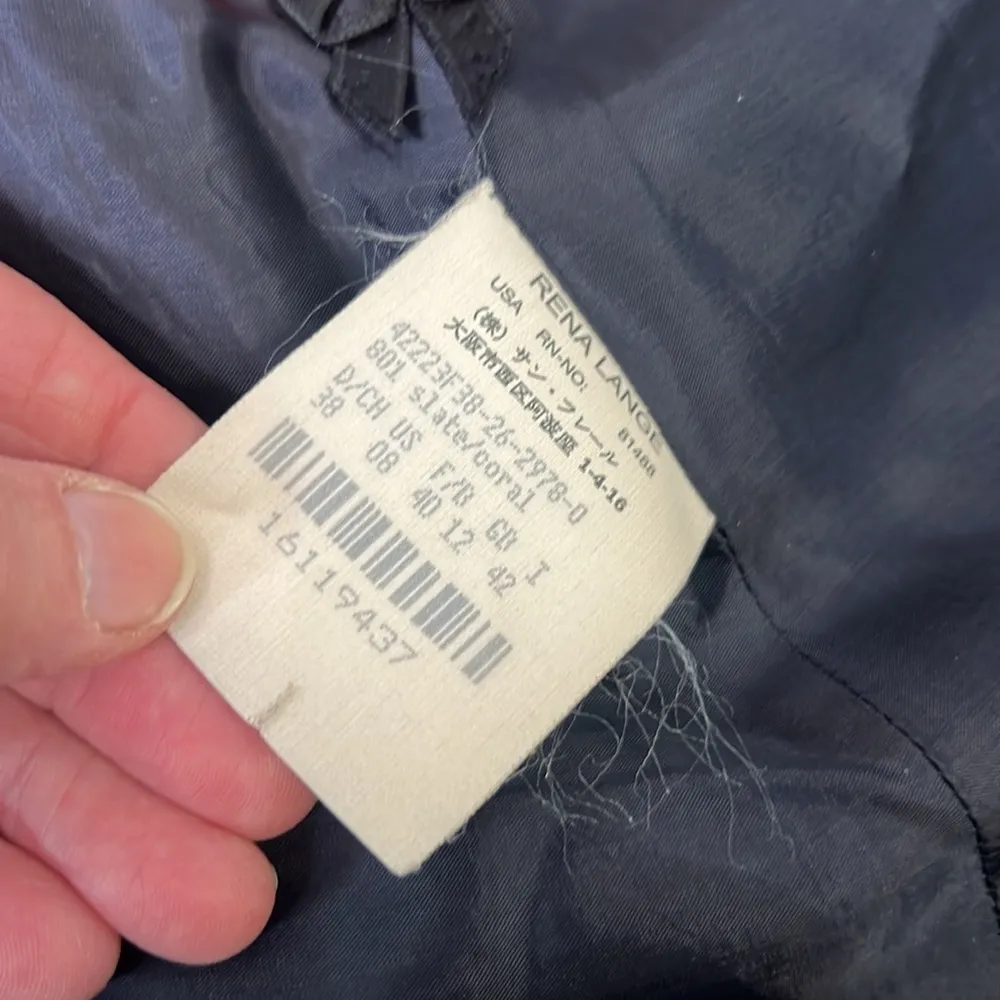 RENA LANGE
USA RN-NO: 81488
(株) サン・フレール
大阪市西区阿波座 1-4-16
42223F38-26-2978-0
801 slate/coral
D/CH US F/B GB I
38 08 40 12 42
16119437